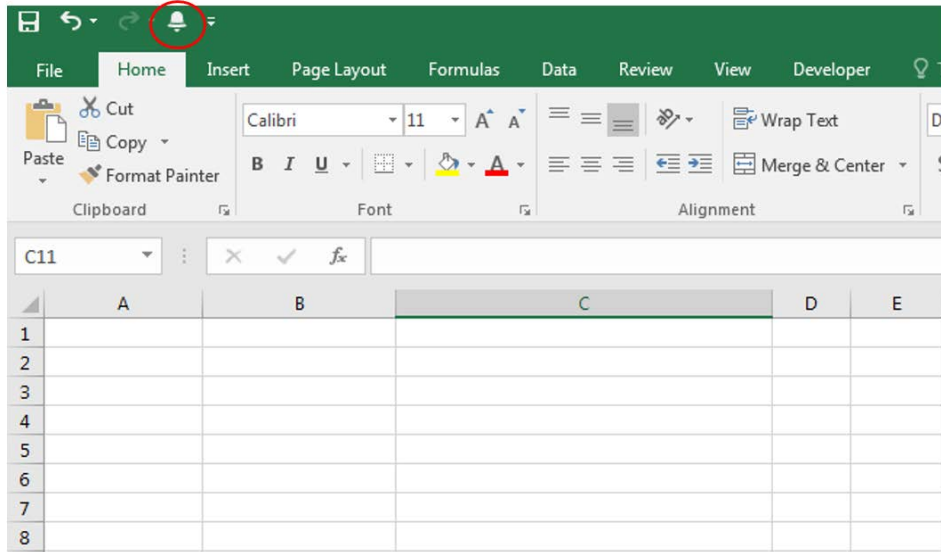 File Home Insert Page Layout Formulas Data Review View Developer
Cut
Calibri 11 A A Wrap Text
Copy
Paste
B I U A Merge & Center
Format Painter
Clipboard Font Alignment
C11 fx
A B C D E
1
2
3
4
5
6
7
8